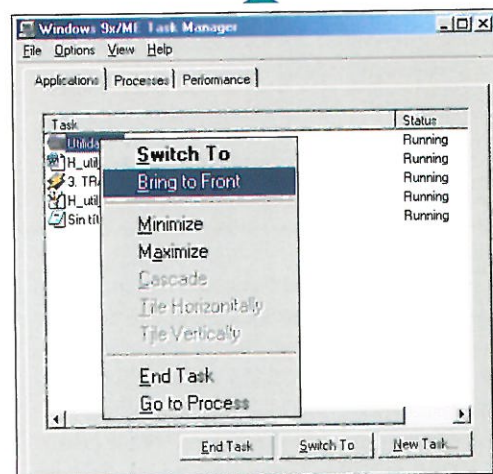 Windows 9x/ME Task Manager
File Options View Help
Applications Processes Performance
Task Status
Utilida Running
H_util Running
3. TRA Running
H_util Running
Sin tít Running
Switch To
Bring to Front
Minimize
Maximize
Cascade
Tile Horizonitally
Tile Vertically
End Task
Go to Process
End Task Switch To New Task...